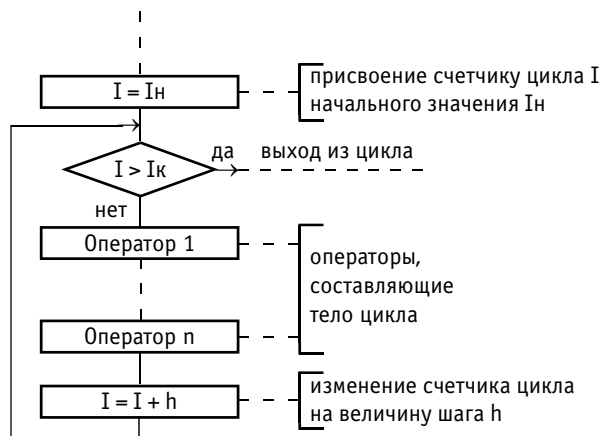 I = Iн
присвоение счетчику цикла I
начального значения Iн
I > Iк
да
выход из цикла
нет
Оператор 1
операторы,
составляющие
тело цикла
Оператор n
I = I + h
изменение счетчика цикла
на величину шага h